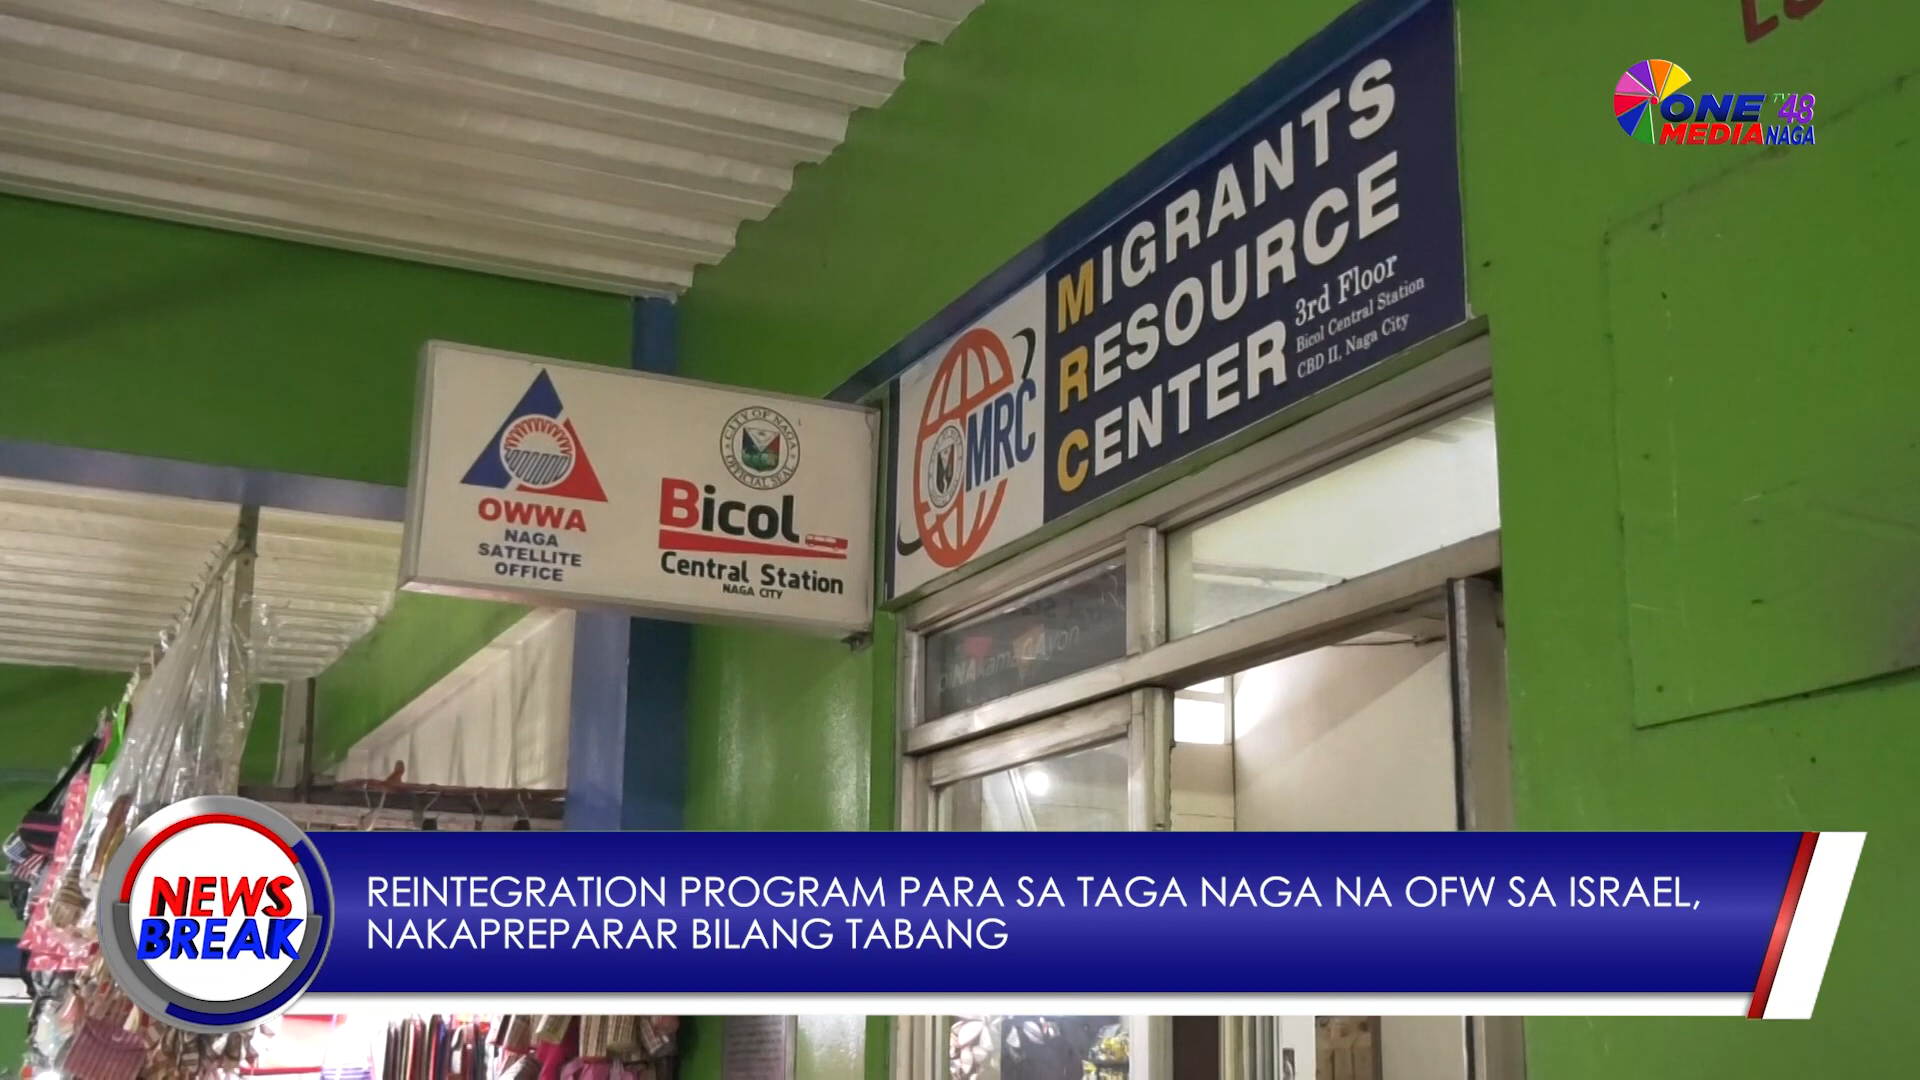 ONE TV 48
MEDIA NAGA
MIGRANTS
RESOURCE
CENTER
3rd Floor
Bicol Central Station
CBD II, Naga City
MRC
OWWA
NAGA
SATELLITE
OFFICE
CITY OF NAGA
OFFICIAL SEAL
Bicol
Central Station
NAGA CITY
NEWS
BREAK
REINTEGRATION PROGRAM PARA SA TAGA NAGA NA OFW SA ISRAEL,
NAKAPREPARAR BILANG TABANG